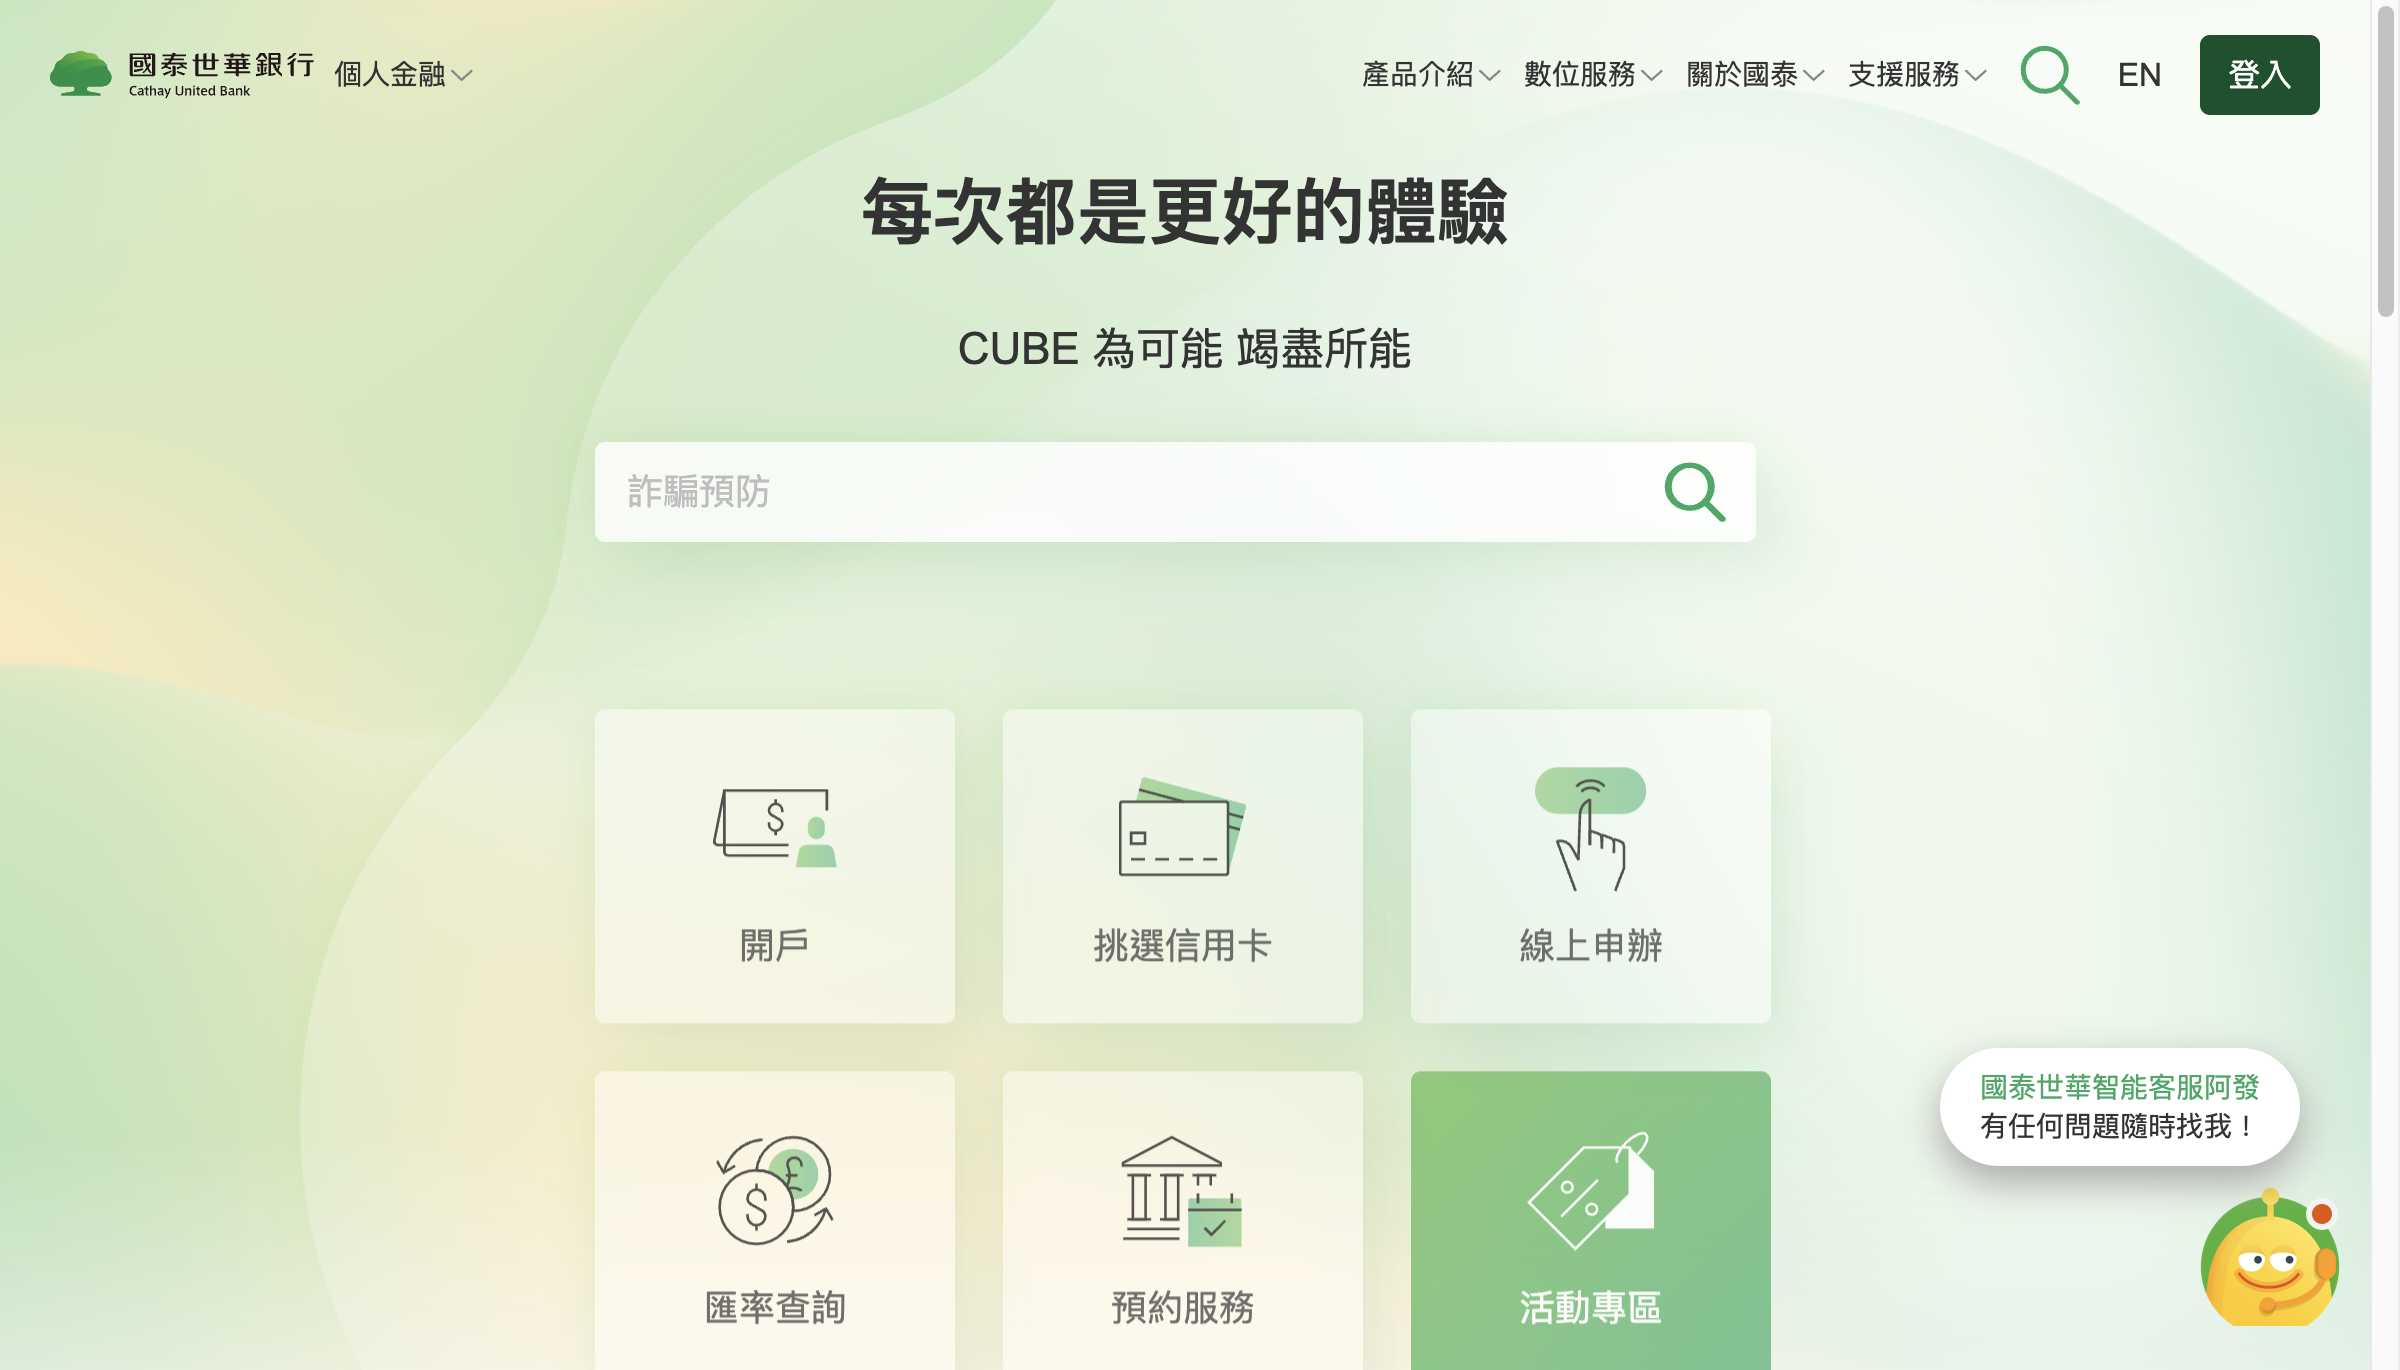 國泰世華銀行
Cathay United Bank
個人金融
產品介紹
數位服務
關於國泰
支援服務
EN
登入
每次都是更好的體驗
CUBE 為可能 竭盡所能
詐騙預防
開戶
挑選信用卡
線上申辦
匯率查詢
預約服務
活動專區
國泰世華智能客服阿發
有任何問題隨時找我！